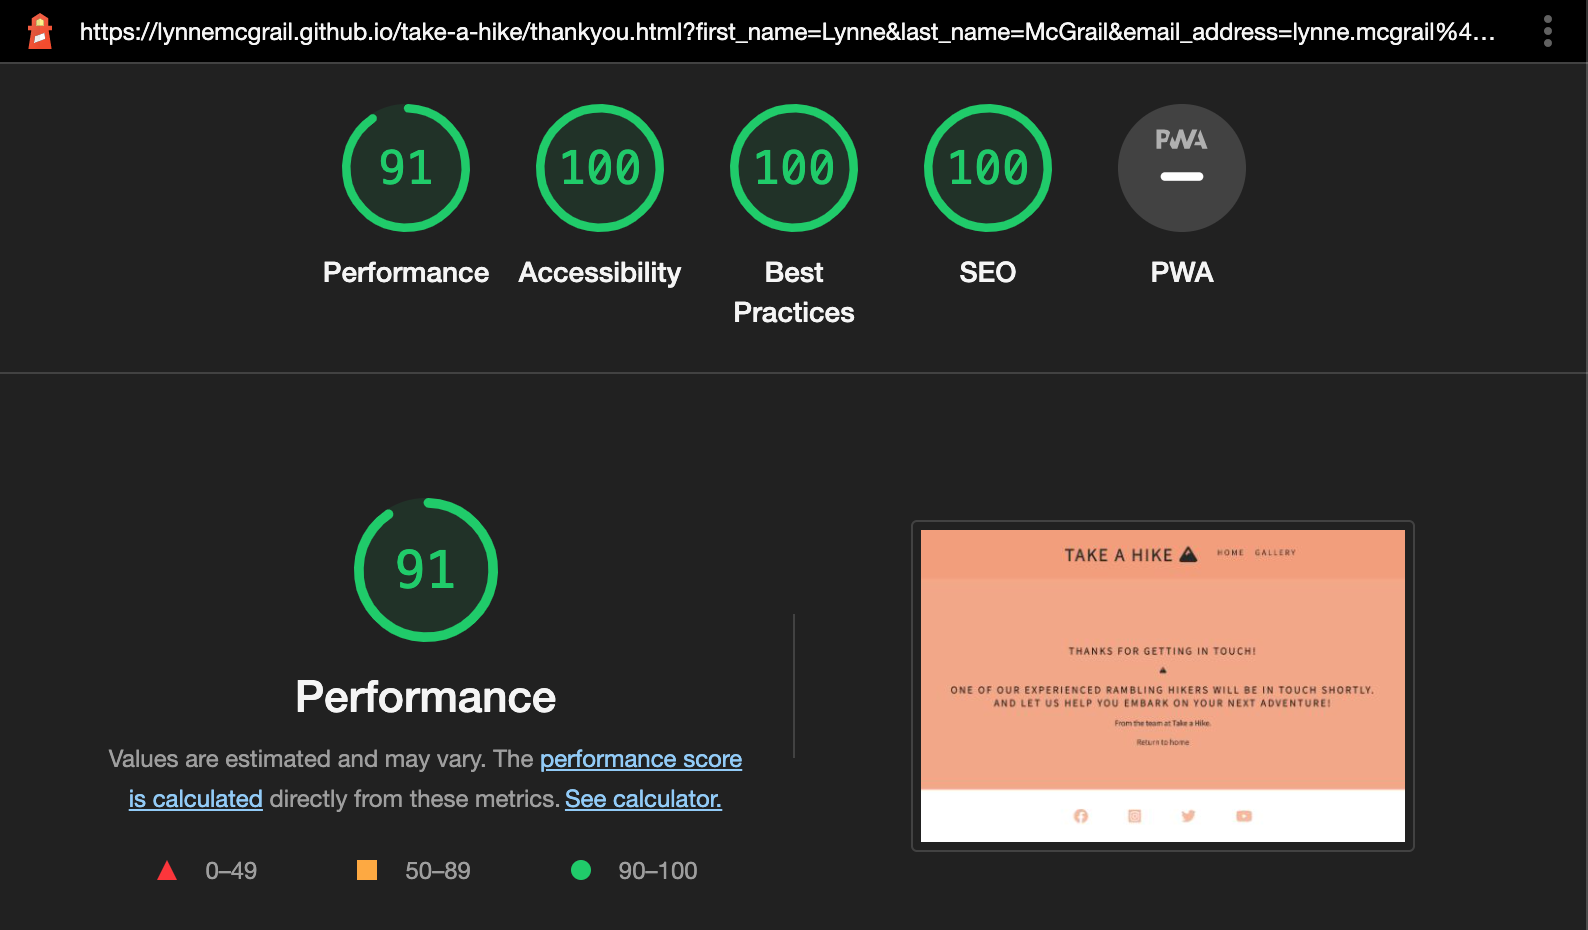 https://lynnemcgrail.github.io/take-a-hike/thankyou.html?first_name=Lynne&last_name=McGrail&email_address=lynne.mcgrail%4...
91
100
100
100
PWA
Performance
Accessibility
Best
Practices
SEO
PWA
91
Performance
Values are estimated and may vary. The performance score
is calculated directly from these metrics. See calculator.
0–49
50–89
90–100
TAKE A HIKE
HOME
GALLERY
THANKS FOR GETTING IN TOUCH!
ONE OF OUR EXPERIENCED RAMBLING HIKERS WILL BE IN TOUCH SHORTLY.
AND LET US HELP YOU EMBARK ON YOUR NEXT ADVENTURE!
From the team at Take a Hike.
Return to home